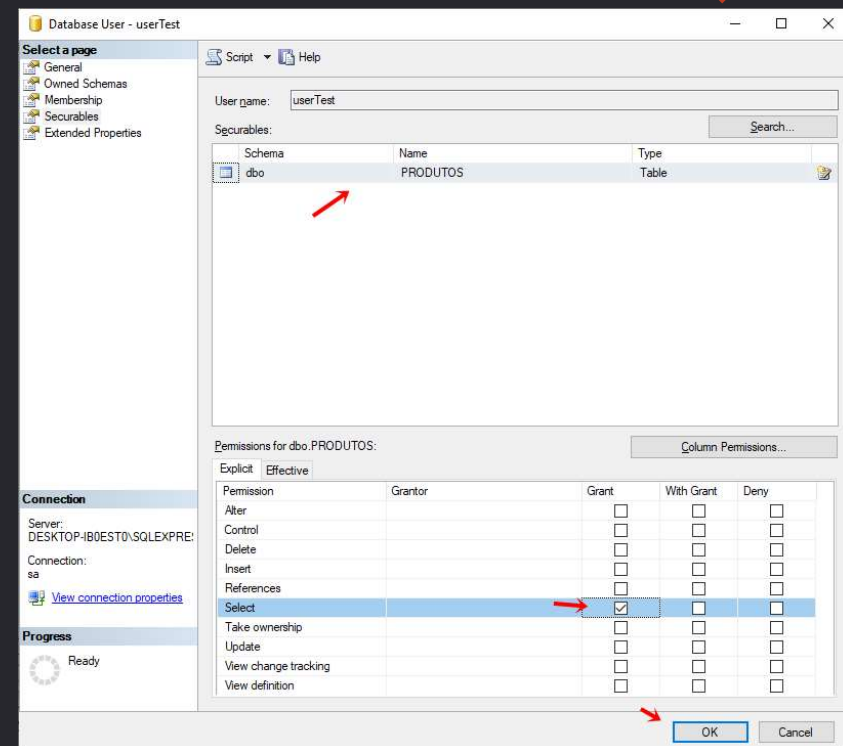 Database User - userTest
Select a page
General
Owned Schemas
Membership
Securables
Extended Properties
Script Help
User name: userTest
Securables: Search...
Schema Name Type
dbo PRODUTOS Table
Permissions for dbo.PRODUTOS: Column Permissions...
Explicit Effective
Permission Grantor Grant With Grant Deny
Alter
Control
Delete
Insert
References
Select
Take ownership
Update
View change tracking
View definition
Connection
Server:
DESKTOP-IB0EST0\SQLEXPRE
Connection:
sa
View connection properties
Progress
Ready
OK Cancel